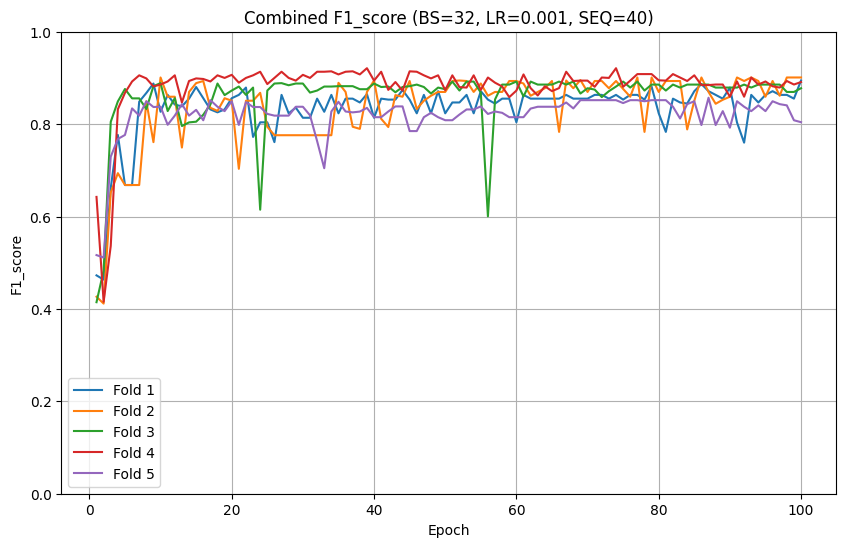 Combined F1_score (BS=32, LR=0.001, SEQ=40)
1.0
0.8
0.6
0.4
0.2
0.0
F1_score
Fold 1
Fold 2
Fold 3
Fold 4
Fold 5
0 20 40 60 80 100
Epoch